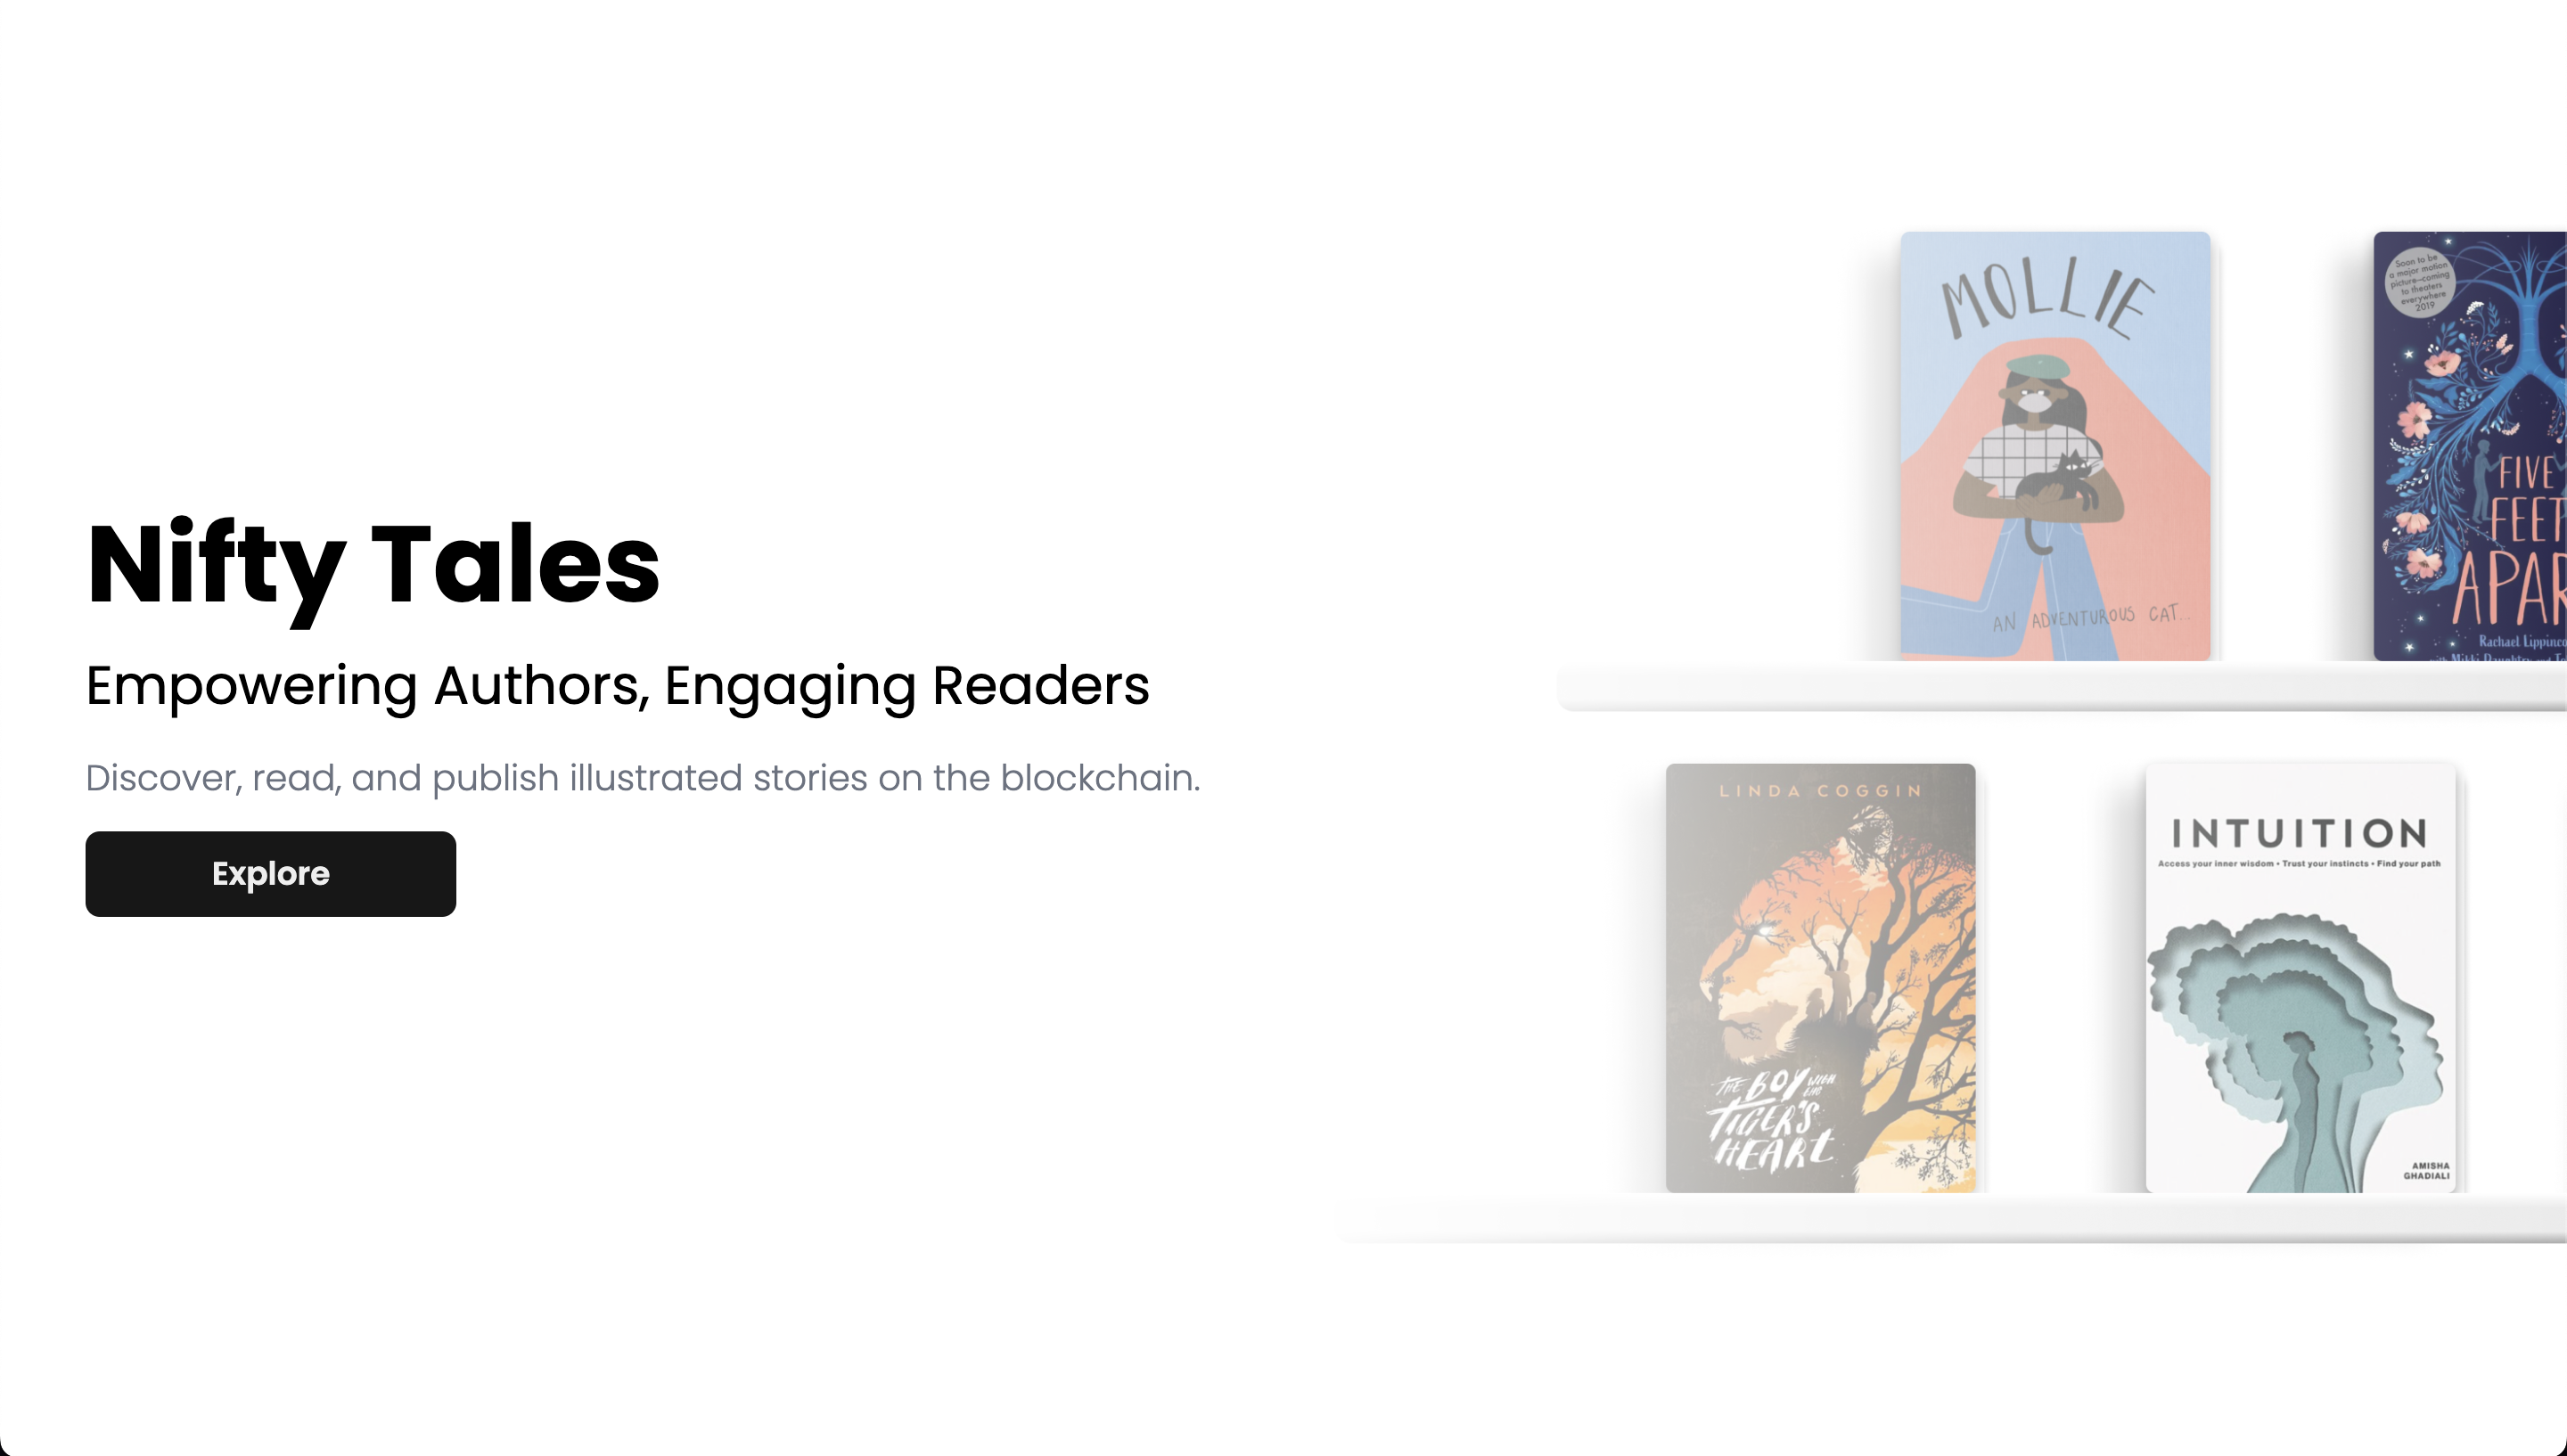 Nifty Tales
Empowering Authors, Engaging Readers
Discover, read, and publish illustrated stories on the blockchain.
Explore
MOLLIE
AN ADVENTUROUS CAT..
Soon to be
a major motion
picture—coming
to theaters
everywhere
2019
FIVE
FEET
APAR
Rachael Lippinco
LINDA COGGIN
THE BOY WITH THE
TIGER'S
HEART
INTUITION
Access your inner wisdom • Trust your instincts • Find your path
AMISHA
GHADIALI